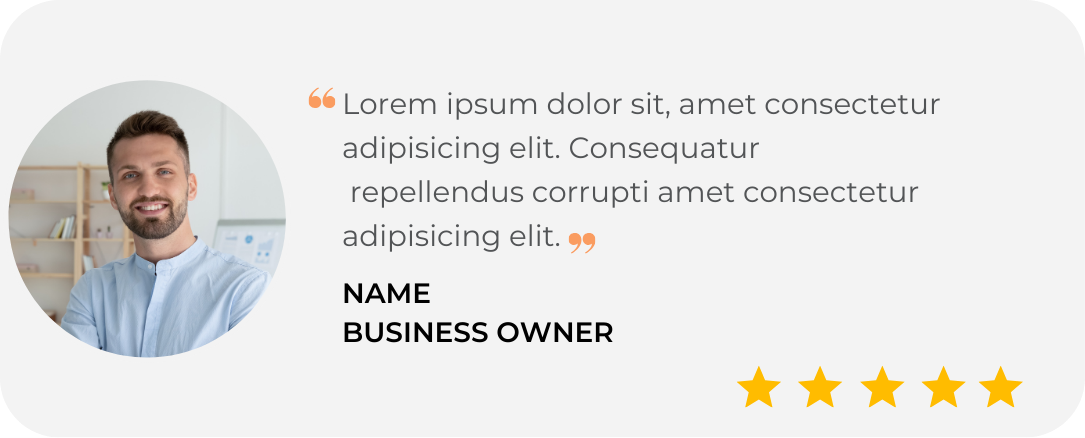 ❝ Lorem ipsum dolor sit, amet consectetur
adipisicing elit. Consequatur
repellendus corrupti amet consectetur
adipisicing elit. ❞
NAME
BUSINESS OWNER